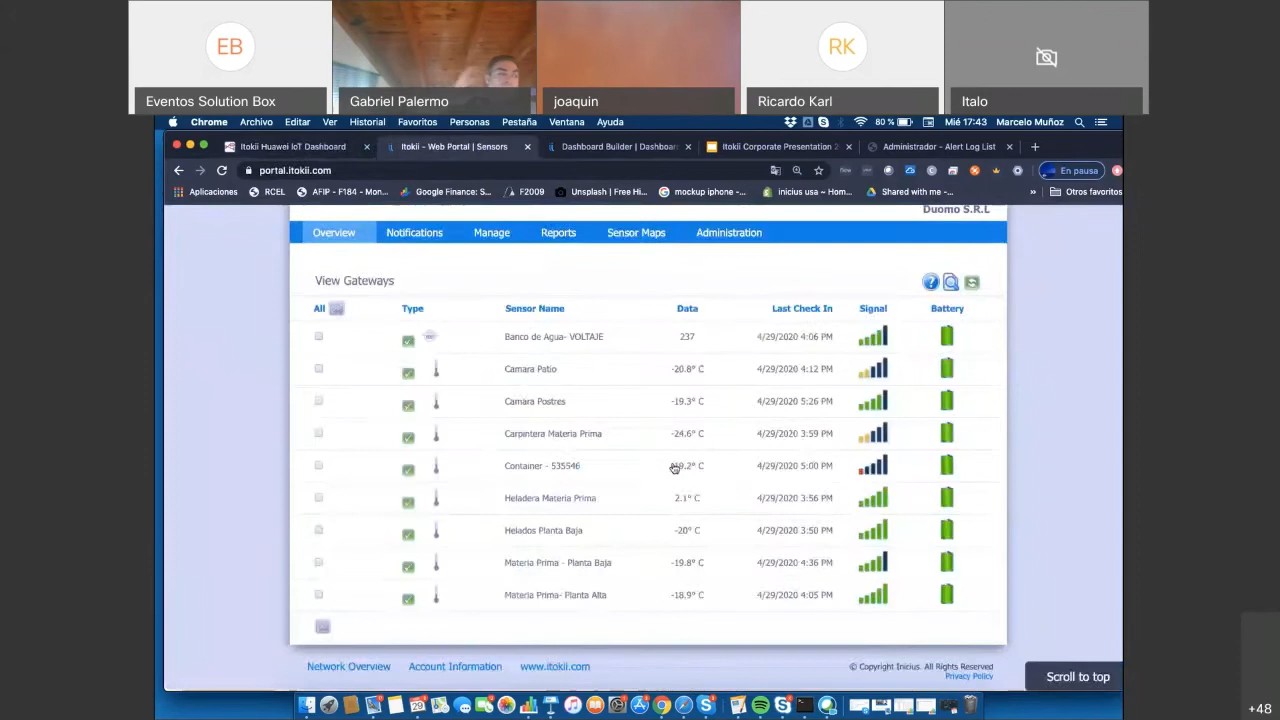 EB
RK
Eventos Solution Box
Gabriel Palermo
joaquin
Ricardo Karl
Italo
Chrome Archivo Editar Ver Historial Favoritos Personas Pestaña Ventana Ayuda
80 % Mié 17:43 Marcelo Muñoz
Itokii Huawei IoT Dashboard
Itokii - Web Portal | Sensors
Dashboard Builder | Dashboar
Itokii Corporate Presentation 2
Administrador - Alert Log List
portal.itokii.com
En pausa
Aplicaciones RCEL AFIP - F184 - Mon... Google Finance: S... F2009 Unsplash | Free Hi... mockup iphone -... inicius usa ~ Hom... Shared with me -... » Otros favoritos
Duomo S.R.L
Overview Notifications Manage Reports Sensor Maps Administration
View Gateways
All Type Sensor Name Data Last Check In Signal Battery
Banco de Agua- VOLTAJE 237 4/29/2020 4:06 PM
Camara Patio -20.8° C 4/29/2020 4:12 PM
Camara Postres -19.3° C 4/29/2020 5:26 PM
Carpintera Materia Prima -24.6° C 4/29/2020 3:59 PM
Container - 535546 9.2° C 4/29/2020 5:00 PM
Heladera Materia Prima 2.1° C 4/29/2020 3:56 PM
Helados Planta Baja -20° C 4/29/2020 3:50 PM
Materia Prima - Planta Baja -19.8° C 4/29/2020 4:36 PM
Materia Prima- Planta Alta -18.9° C 4/29/2020 4:05 PM
Network Overview Account Information www.itokii.com
© Copyright Inicius. All Rights Reserved
Privacy Policy
Scroll to top
29
+48